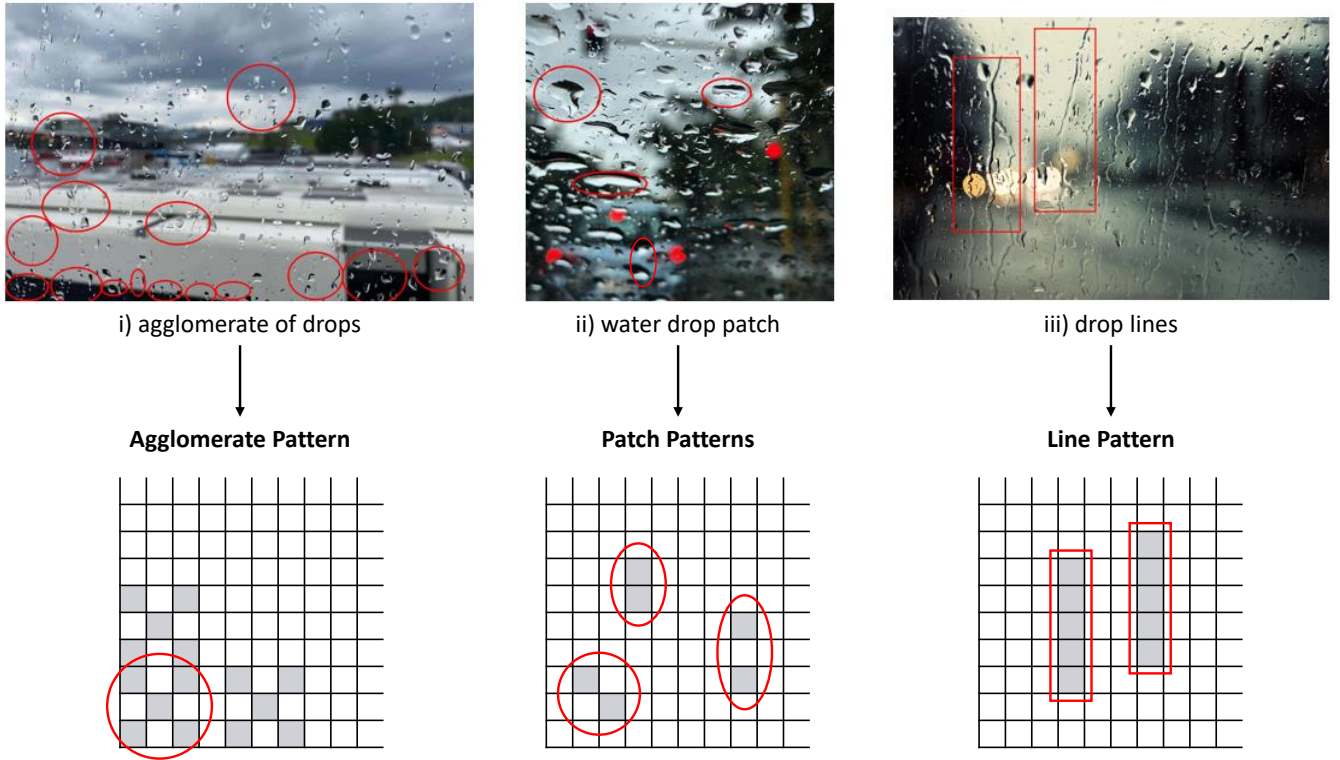 i) agglomerate of drops
ii) water drop patch
iii) drop lines
Agglomerate Pattern
Patch Patterns
Line Pattern